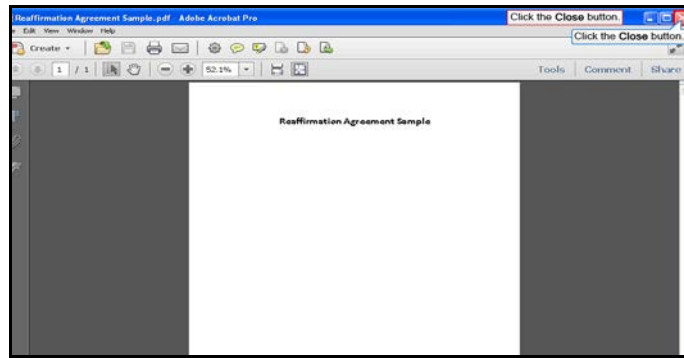 Reaffirmation Agreement Sample.pdf - Adobe Acrobat Pro
Click the Close button.
Edit View Window Help
Click the Close button.
Create
1 / 1
52.1%
Tools Comment Share
Reaffirmation Agreement Sample